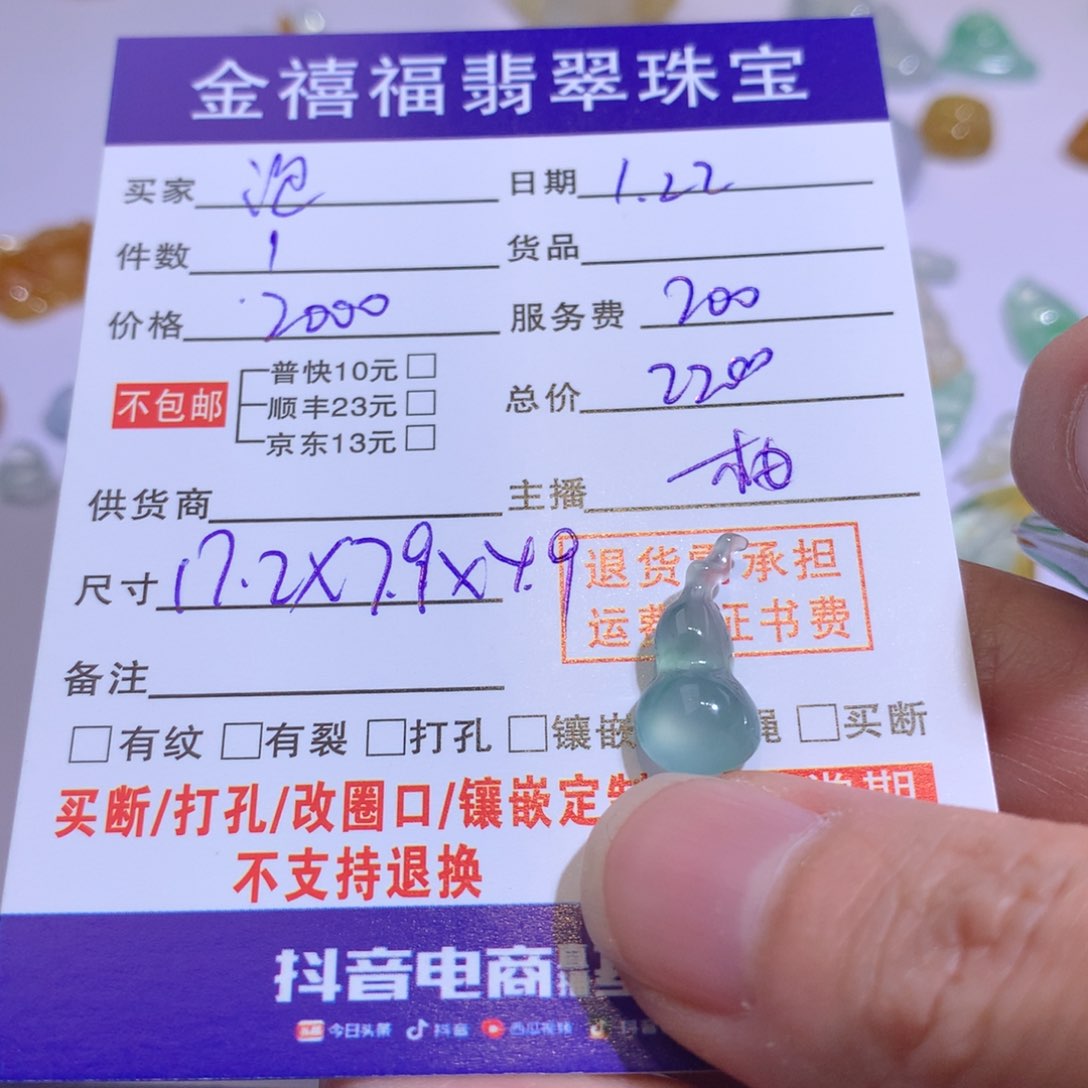 金禧福翡翠珠宝
买家 泡 日期 1.22
件数 1 货品
价格 2000 服务费 200
不包邮
普快10元
顺丰23元
京东13元
总价 2200
供货商 主播 柚
尺寸 17.2X7.9X4.9
退货 承担
运费 证书费
备注
有纹 有裂 打孔 镶嵌 绳 买断
买断/打孔/改圈口/镶嵌定制
不支持退换
抖音电商
今日头条 抖音 西瓜视频